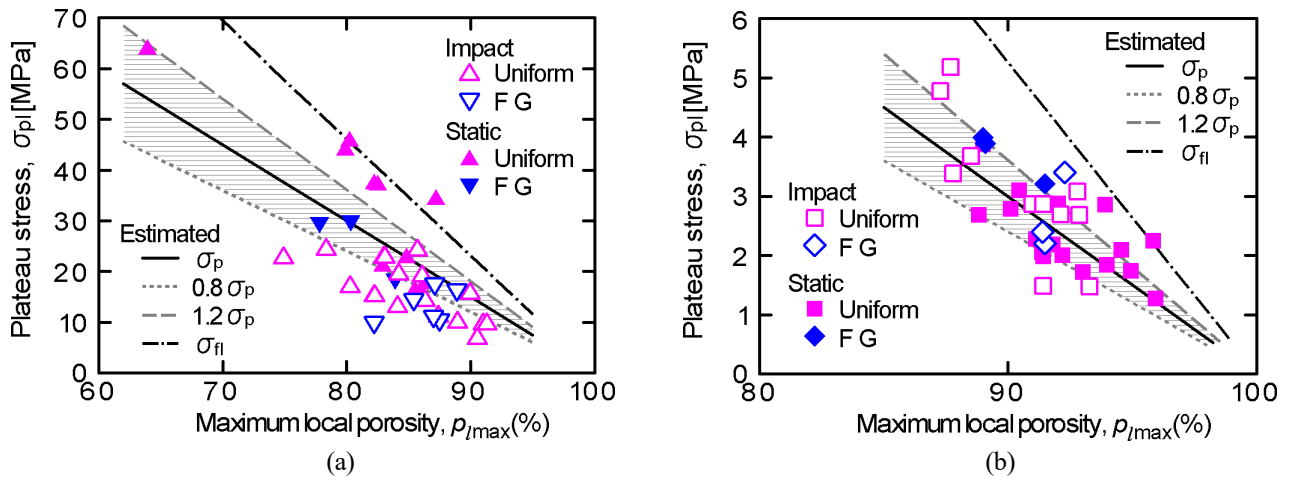 70
60
50
40
30
20
10
0
60
70
80
90
100
Plateau stress, σpl[MPa]
Maximum local porosity, plmax(%)
Impact
Uniform
F G
Static
Uniform
F G
Estimated
σp
0.8 σp
1.2 σp
σfl
(a)
6
5
4
3
2
1
0
80
90
100
Plateau stress, σpl[MPa]
Maximum local porosity, plmax(%)
Estimated
σp
0.8 σp
1.2 σp
σfl
Impact
Uniform
F G
Static
Uniform
F G
(b)